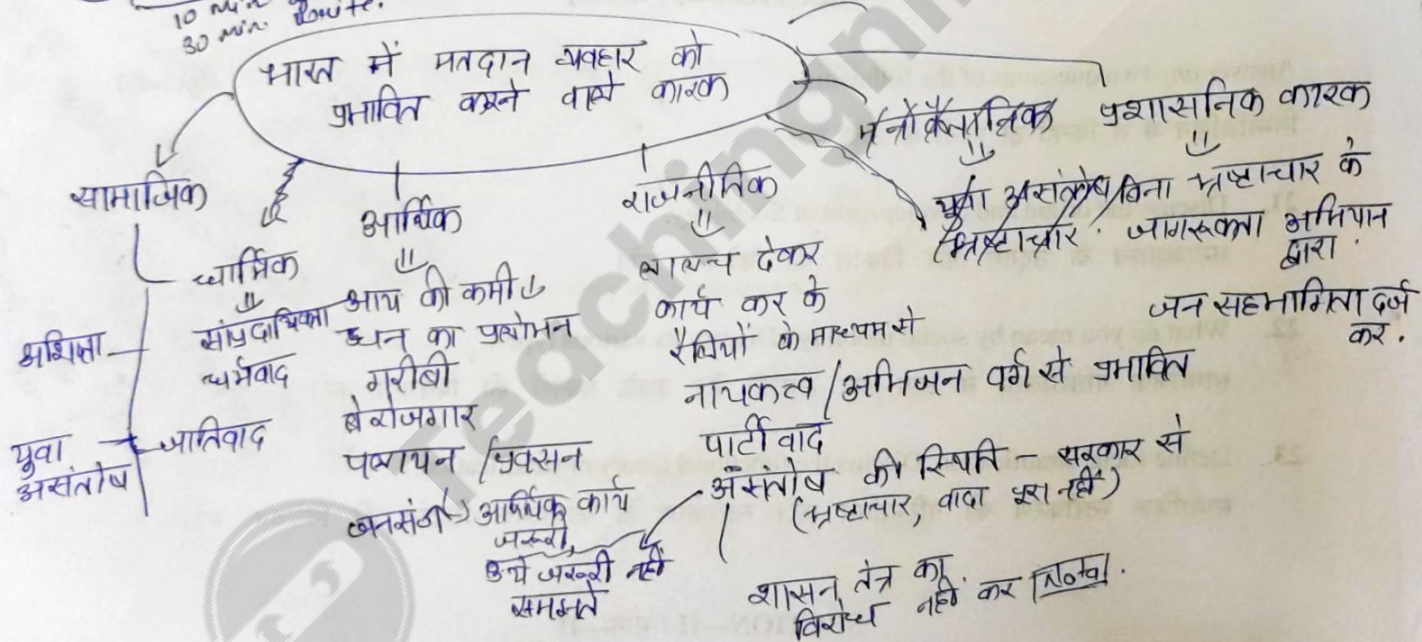 10 min
30 min
भारत में मतदान व्यवहार को
प्रभावित करने वाले कारक
सामाजिक
अशिक्षा
जातिवाद
युवा
असंतोष
धार्मिक
सांप्रदायिकता
धर्मवाद
आर्थिक
आय की कमी
धन का प्रलोभन
गरीबी
बेरोजगार
पलायन / प्रवसन
आर्थिक कार्य
जरूरी,
उसे जरूरी नहीं
समझते
राजनीतिक
लालच देकर
कार्य कर के
रैलियों के माध्यम से
नायकत्व / अभिजन वर्ग से प्रभावित
पार्टी वाद
असंतोष की स्थिति - सरकार से
(भ्रष्टाचार, वादा पूरा नहीं)
शासन तंत्र का
विरोध नहीं कर Nota.
मनोवैज्ञानिक
युवा असंतोष /
भ्रष्टाचार.
प्रशासनिक कारक
बिना भ्रष्टाचार के
जागरूकता अभियान
द्वारा.
जन सहभागिता दर्ज
कर.
Teachingni